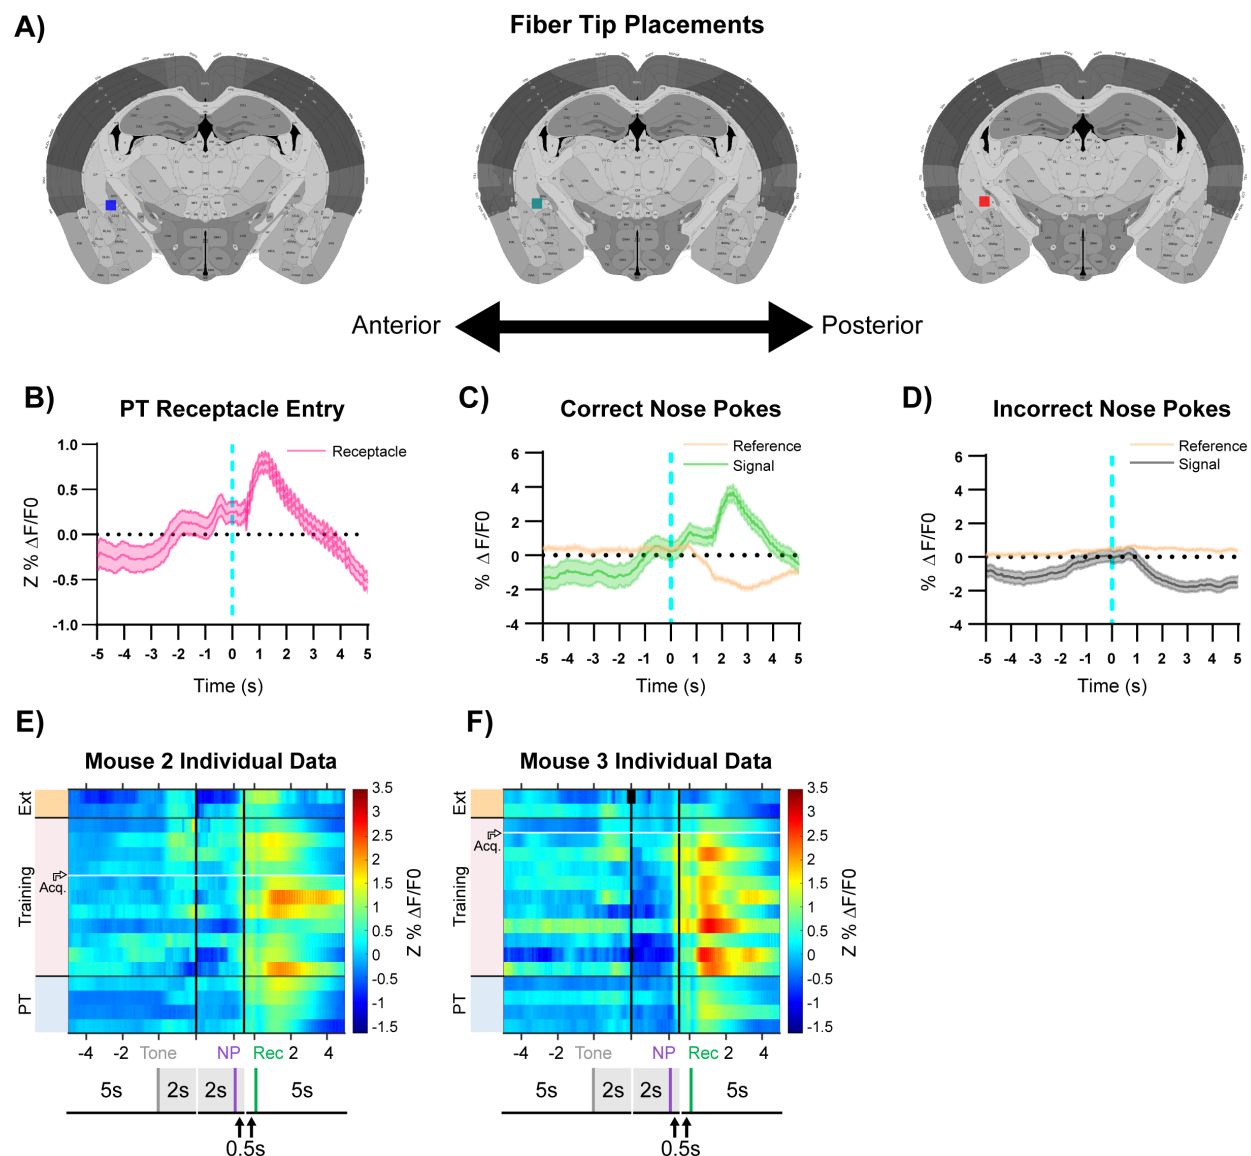 A)
Fiber Tip Placements
Anterior
Posterior
B)
PT Receptacle Entry
Receptacle
Z % ΔF/F0
1.0
0.5
0.0
-0.5
-1.0
-5 -4 -3 -2 -1 0 1 2 3 4 5
Time (s)
C)
Correct Nose Pokes
Reference
Signal
% ΔF/F0
6
4
2
0
-2
-4
-5 -4 -3 -2 -1 0 1 2 3 4 5
Time (s)
D)
Incorrect Nose Pokes
Reference
Signal
% ΔF/F0
6
4
2
0
-2
-4
-5 -4 -3 -2 -1 0 1 2 3 4 5
Time (s)
E)
Mouse 2 Individual Data
Ext
Training
Acq.
PT
3.5
3
2.5
2
1.5
1
0.5
0
-0.5
-1
-1.5
Z % ΔF/F0
-4 -2 Tone NP Rec 2 4
5s 2s 2s 5s
0.5s
F)
Mouse 3 Individual Data
Ext
Training
Acq.
PT
3.5
3
2.5
2
1.5
1
0.5
0
-0.5
-1
-1.5
Z % ΔF/F0
-4 -2 Tone NP Rec 2 4
5s 2s 2s 5s
0.5s